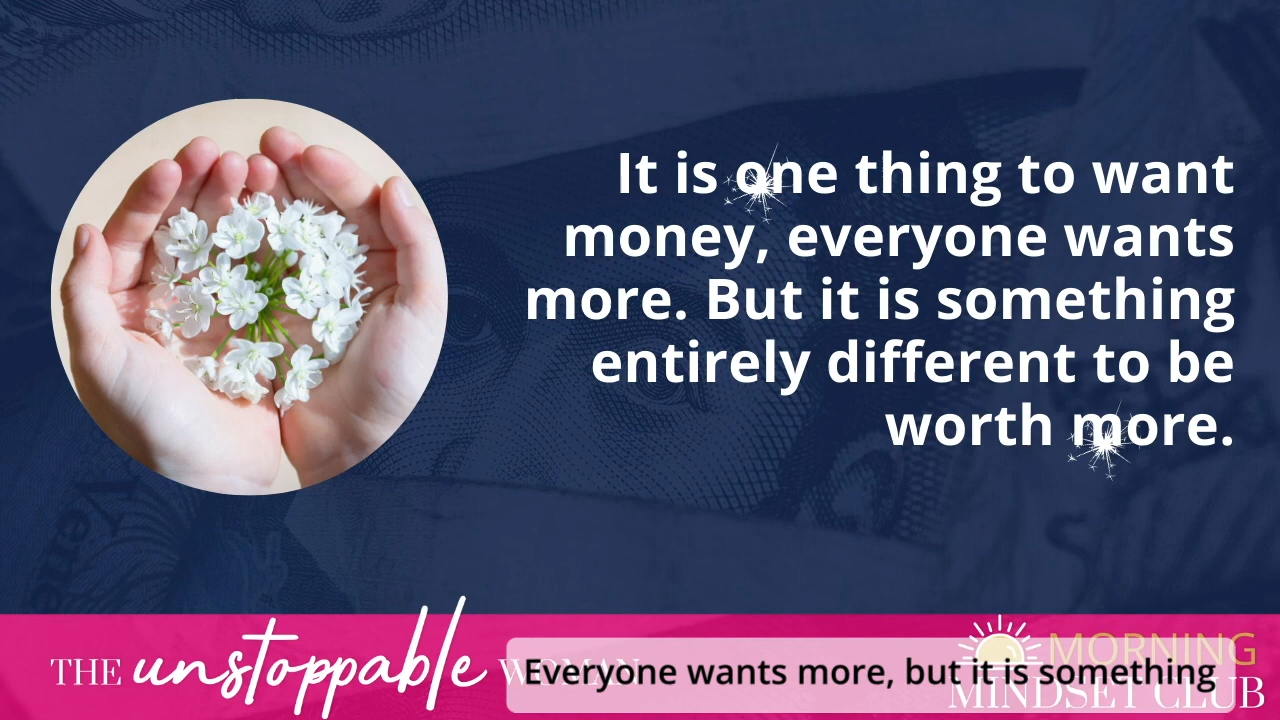 It is one thing to want
money, everyone wants
more. But it is something
entirely different to be
worth more.
THE unstoppable WOMAN
Everyone wants more, but it is something
MORNING
MINDSET CLUB